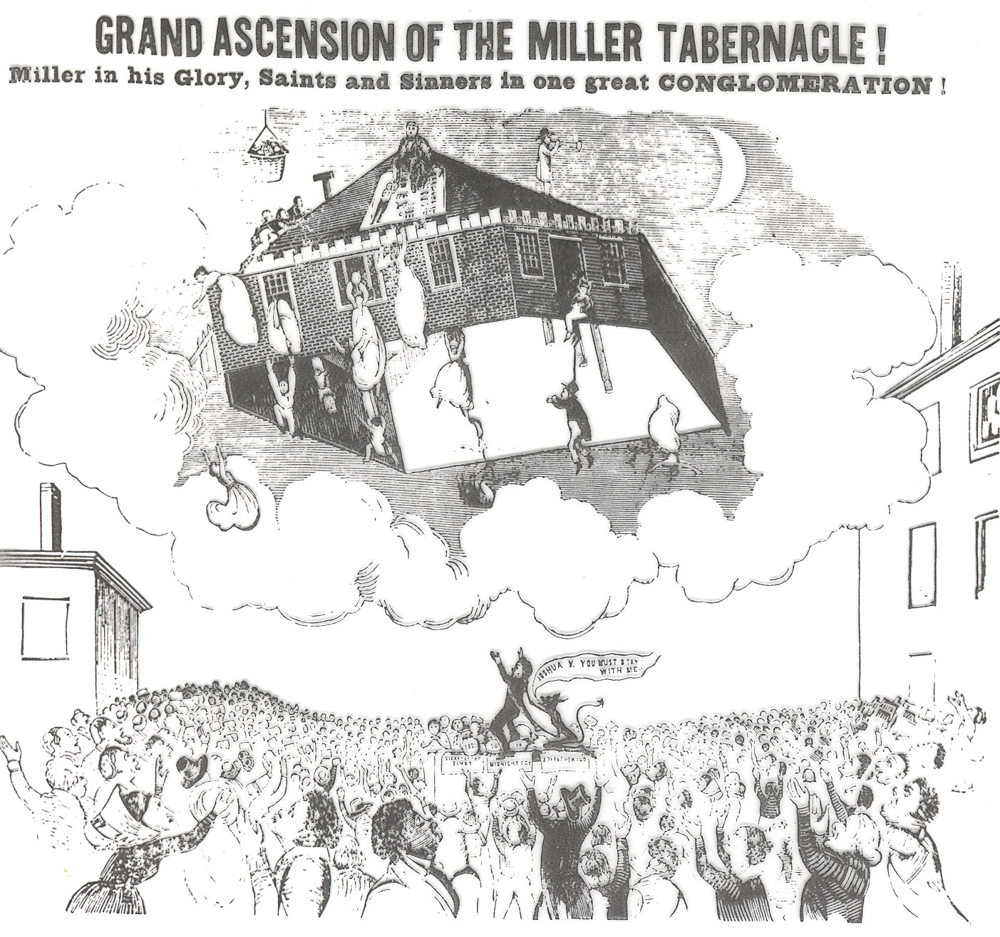 GRAND ASCENSION OF THE MILLER TABERNACLE!
Miller in his Glory, Saints and Sinners in one great CONGLOMERATION!
JOSHUA V. YOU MUST STAY
WITH ME.
TIMES
MIDNIGHT CRY